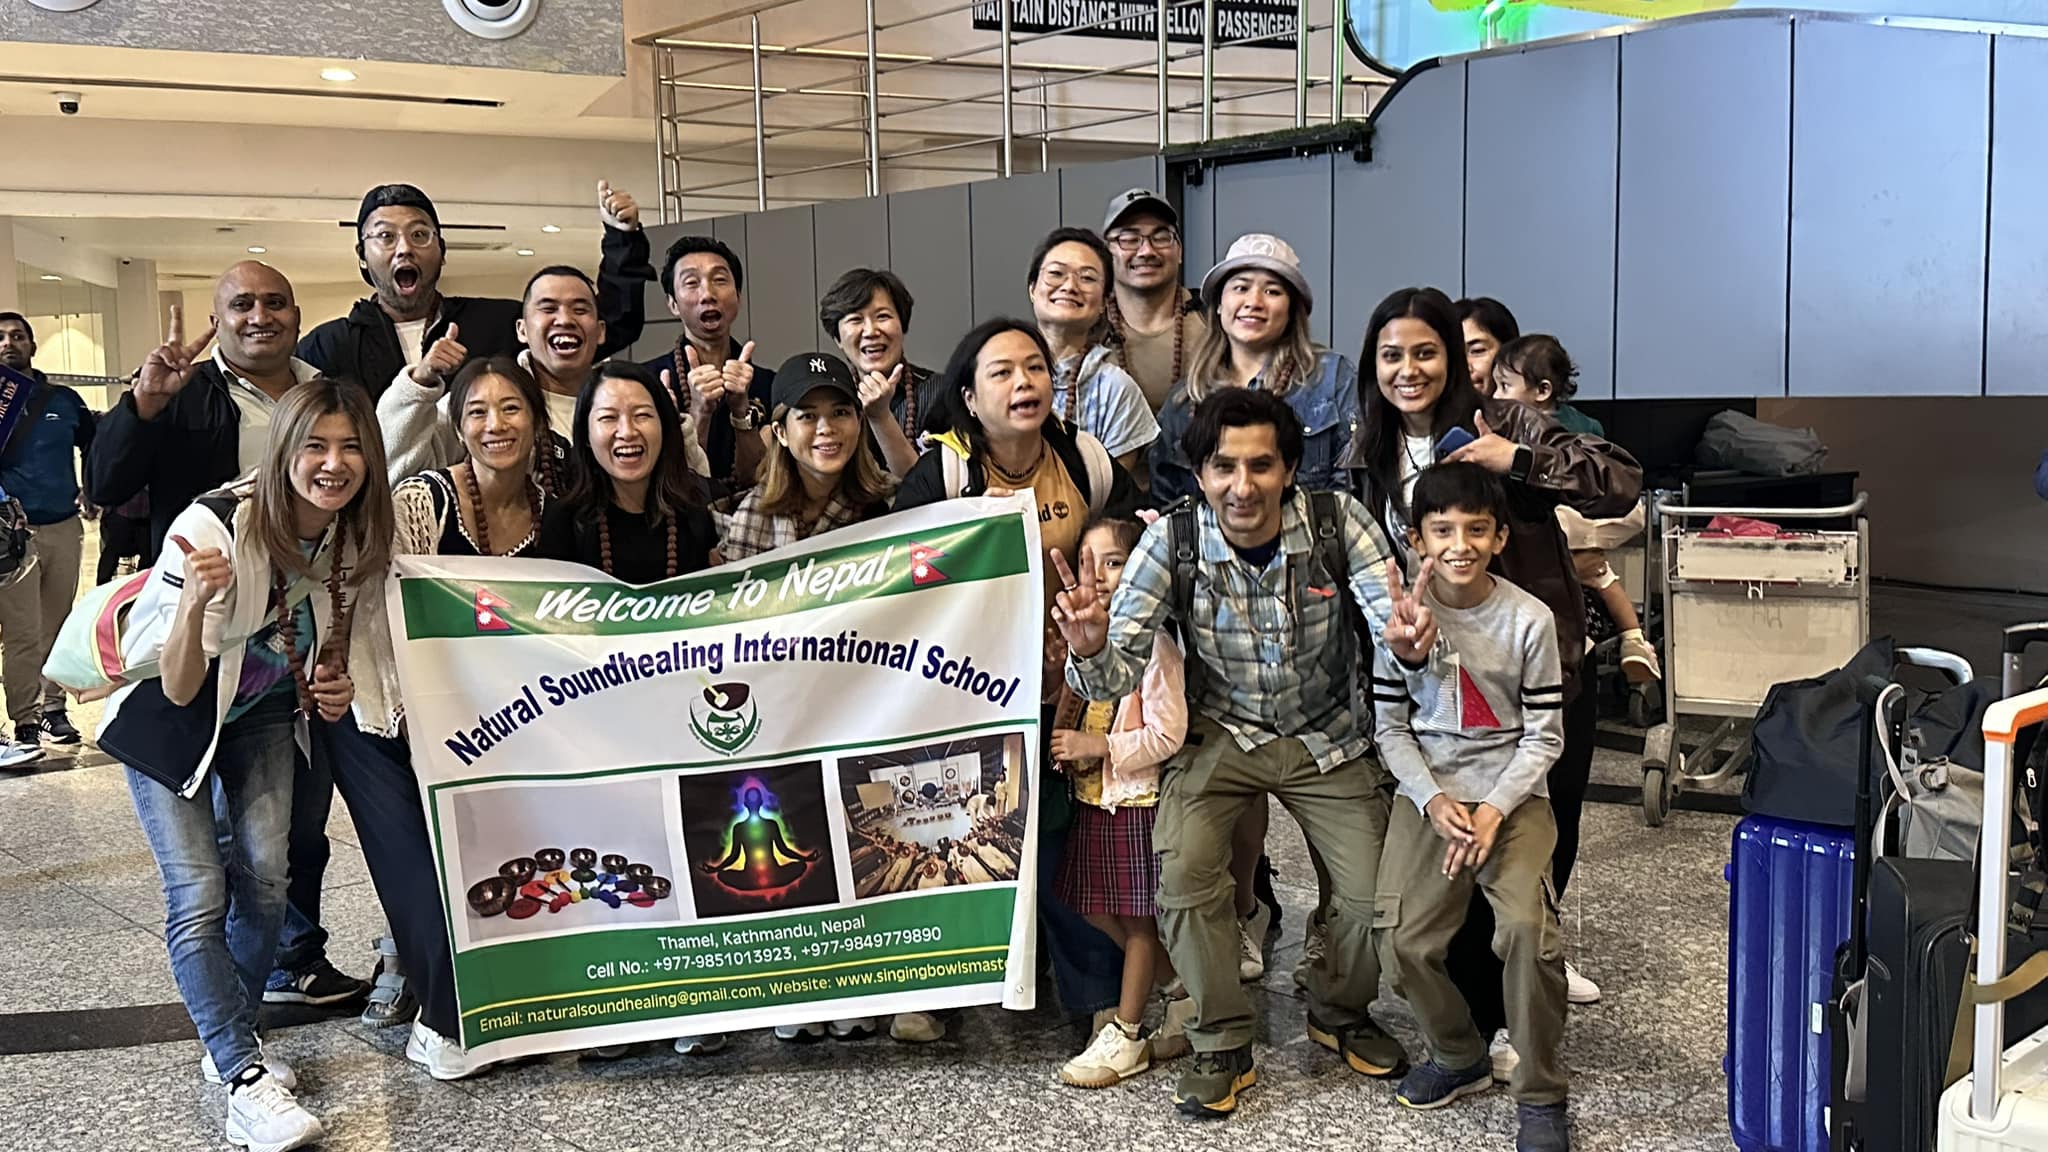 MAINTAIN DISTANCE WITH FELLOW PASSENGERS
NY
Welcome to Nepal
Natural Soundhealing International School
Thamel, Kathmandu, Nepal
Cell No.: +977-9851013923, +977-9849779890
Email: naturalsoundhealing@gmail.com, Website: www.singingbowlsmaste